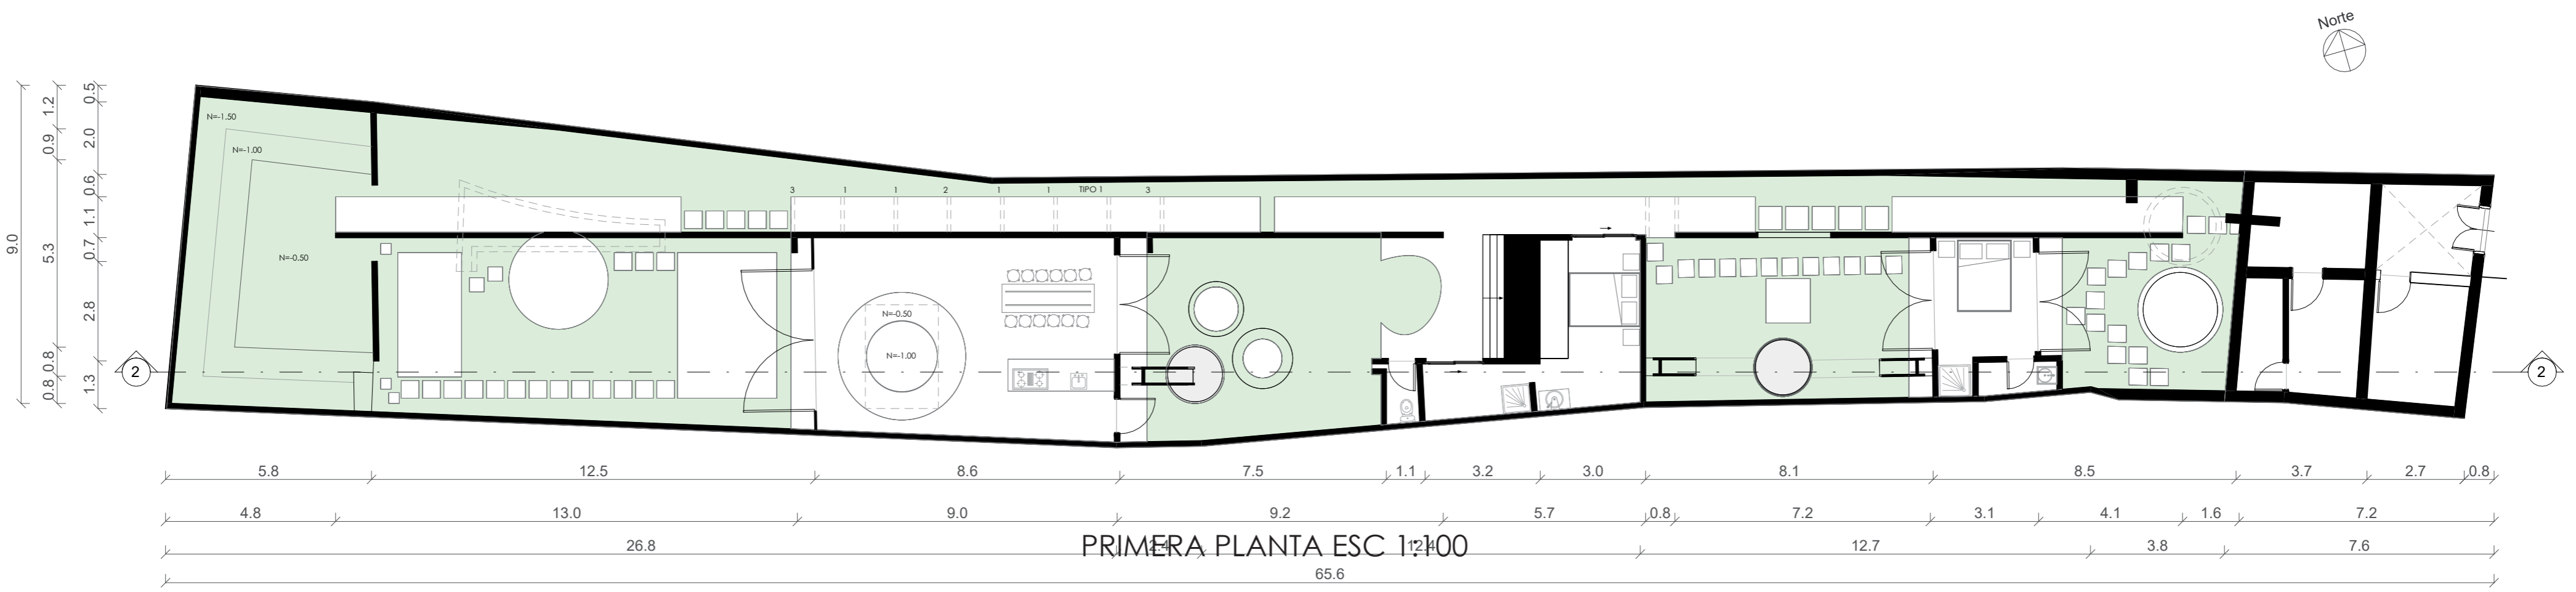 Norte
0.5
1.2
2.0
0.9
0.6
1.1
0.7
5.3
9.0
2.8
0.8
1.3
0.8
N=-1.50
N=-1.00
N=-0.50
3 1 1 2 1 1 TIPO 1 3
N=-0.50
N=-1.00
2
2
5.8 12.5 8.6 7.5 1.1 3.2 3.0 8.1 8.5 3.7 2.7 0.8
4.8 13.0 9.0 9.2 5.7 0.8 7.2 3.1 4.1 1.6 7.2
26.8 2.4 12.4 12.7 3.8 7.6
PRIMERA PLANTA ESC 1:100
65.6